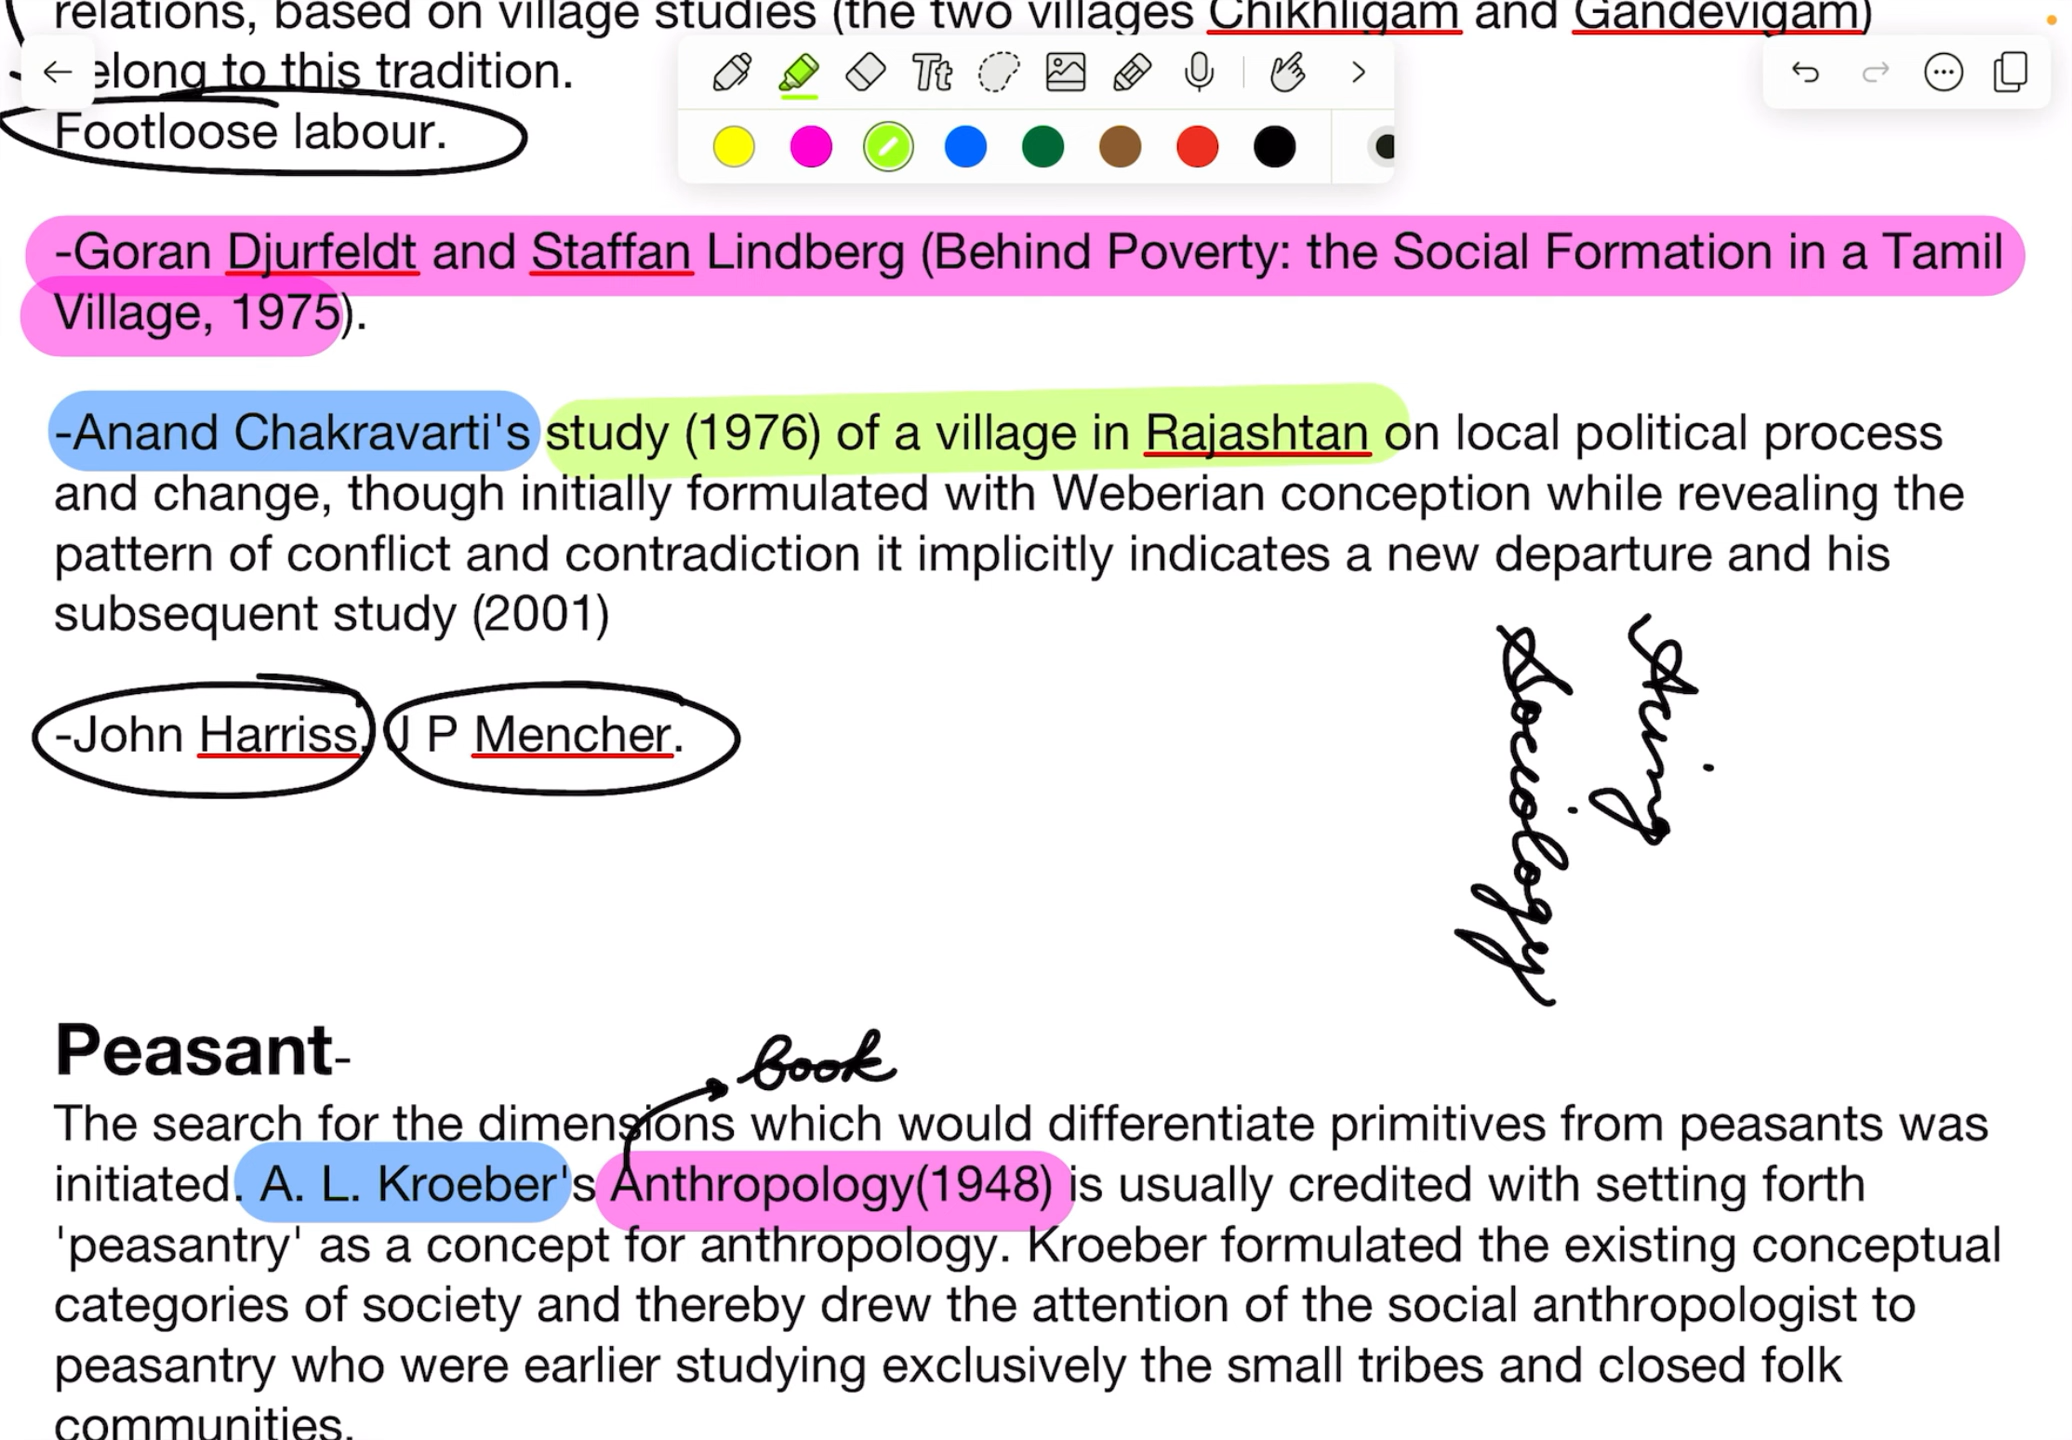 relations, based on village studies (the two villages Chikhligam and Gandevigam)
elong to this tradition.
Tt
Footloose labour.
-Goran Djurfeldt and Staffan Lindberg (Behind Poverty: the Social Formation in a Tamil
Village, 1975).
-Anand Chakravarti's study (1976) of a village in Rajashtan on local political process
and change, though initially formulated with Weberian conception while revealing the
pattern of conflict and contradiction it implicitly indicates a new departure and his
subsequent study (2001)
-John Harriss, J P Mencher.
Acing
Sociology
Peasant-
book
The search for the dimensions which would differentiate primitives from peasants was
initiated. A. L. Kroeber's Anthropology(1948) is usually credited with setting forth
'peasantry' as a concept for anthropology. Kroeber formulated the existing conceptual
categories of society and thereby drew the attention of the social anthropologist to
peasantry who were earlier studying exclusively the small tribes and closed folk
communities.